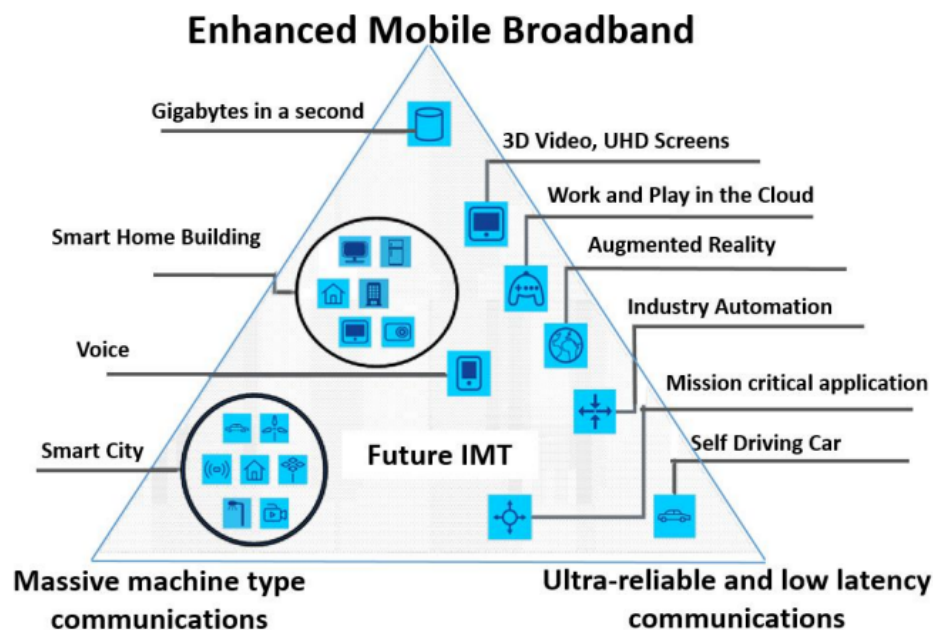 Enhanced Mobile Broadband
Gigabytes in a second
3D Video, UHD Screens
Work and Play in the Cloud
Smart Home Building
Augmented Reality
Industry Automation
Voice
Mission critical application
Smart City
Future IMT
Self Driving Car
Massive machine type
communications
Ultra-reliable and low latency
communications